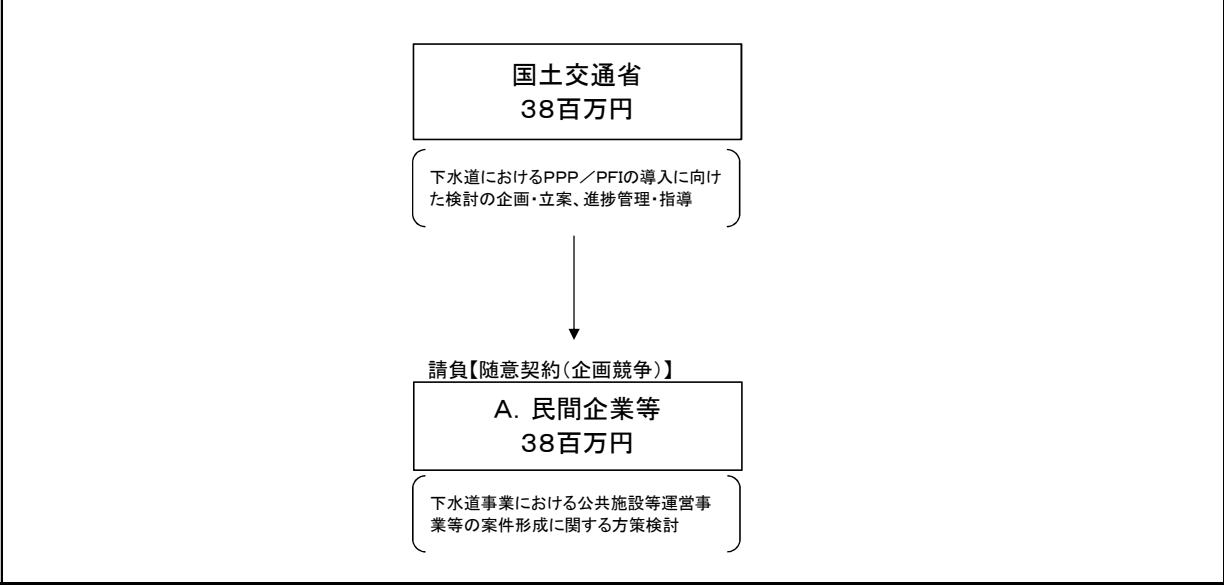 国土交通省
38百万円
下水道におけるPPP／PFIの導入に向け
た検討の企画・立案、進捗管理・指導
請負【随意契約（企画競争）】
A．民間企業等
38百万円
下水道事業における公共施設等運営事
業等の案件形成に関する方策検討